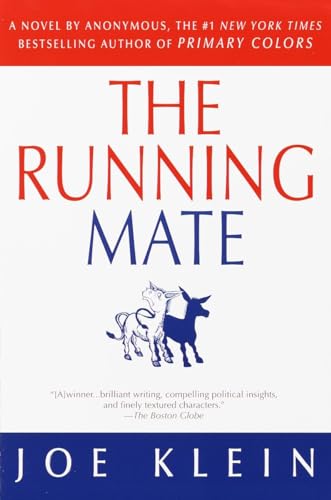 A NOVEL BY ANONYMOUS, THE #1 NEW YORK TIMES
BESTSELLING AUTHOR OF PRIMARY COLORS
THE
RUNNING
MATE
“[A]winner...brilliant writing, compelling political insights,
and finely textured characters.”
—The Boston Globe
JOE KLEIN